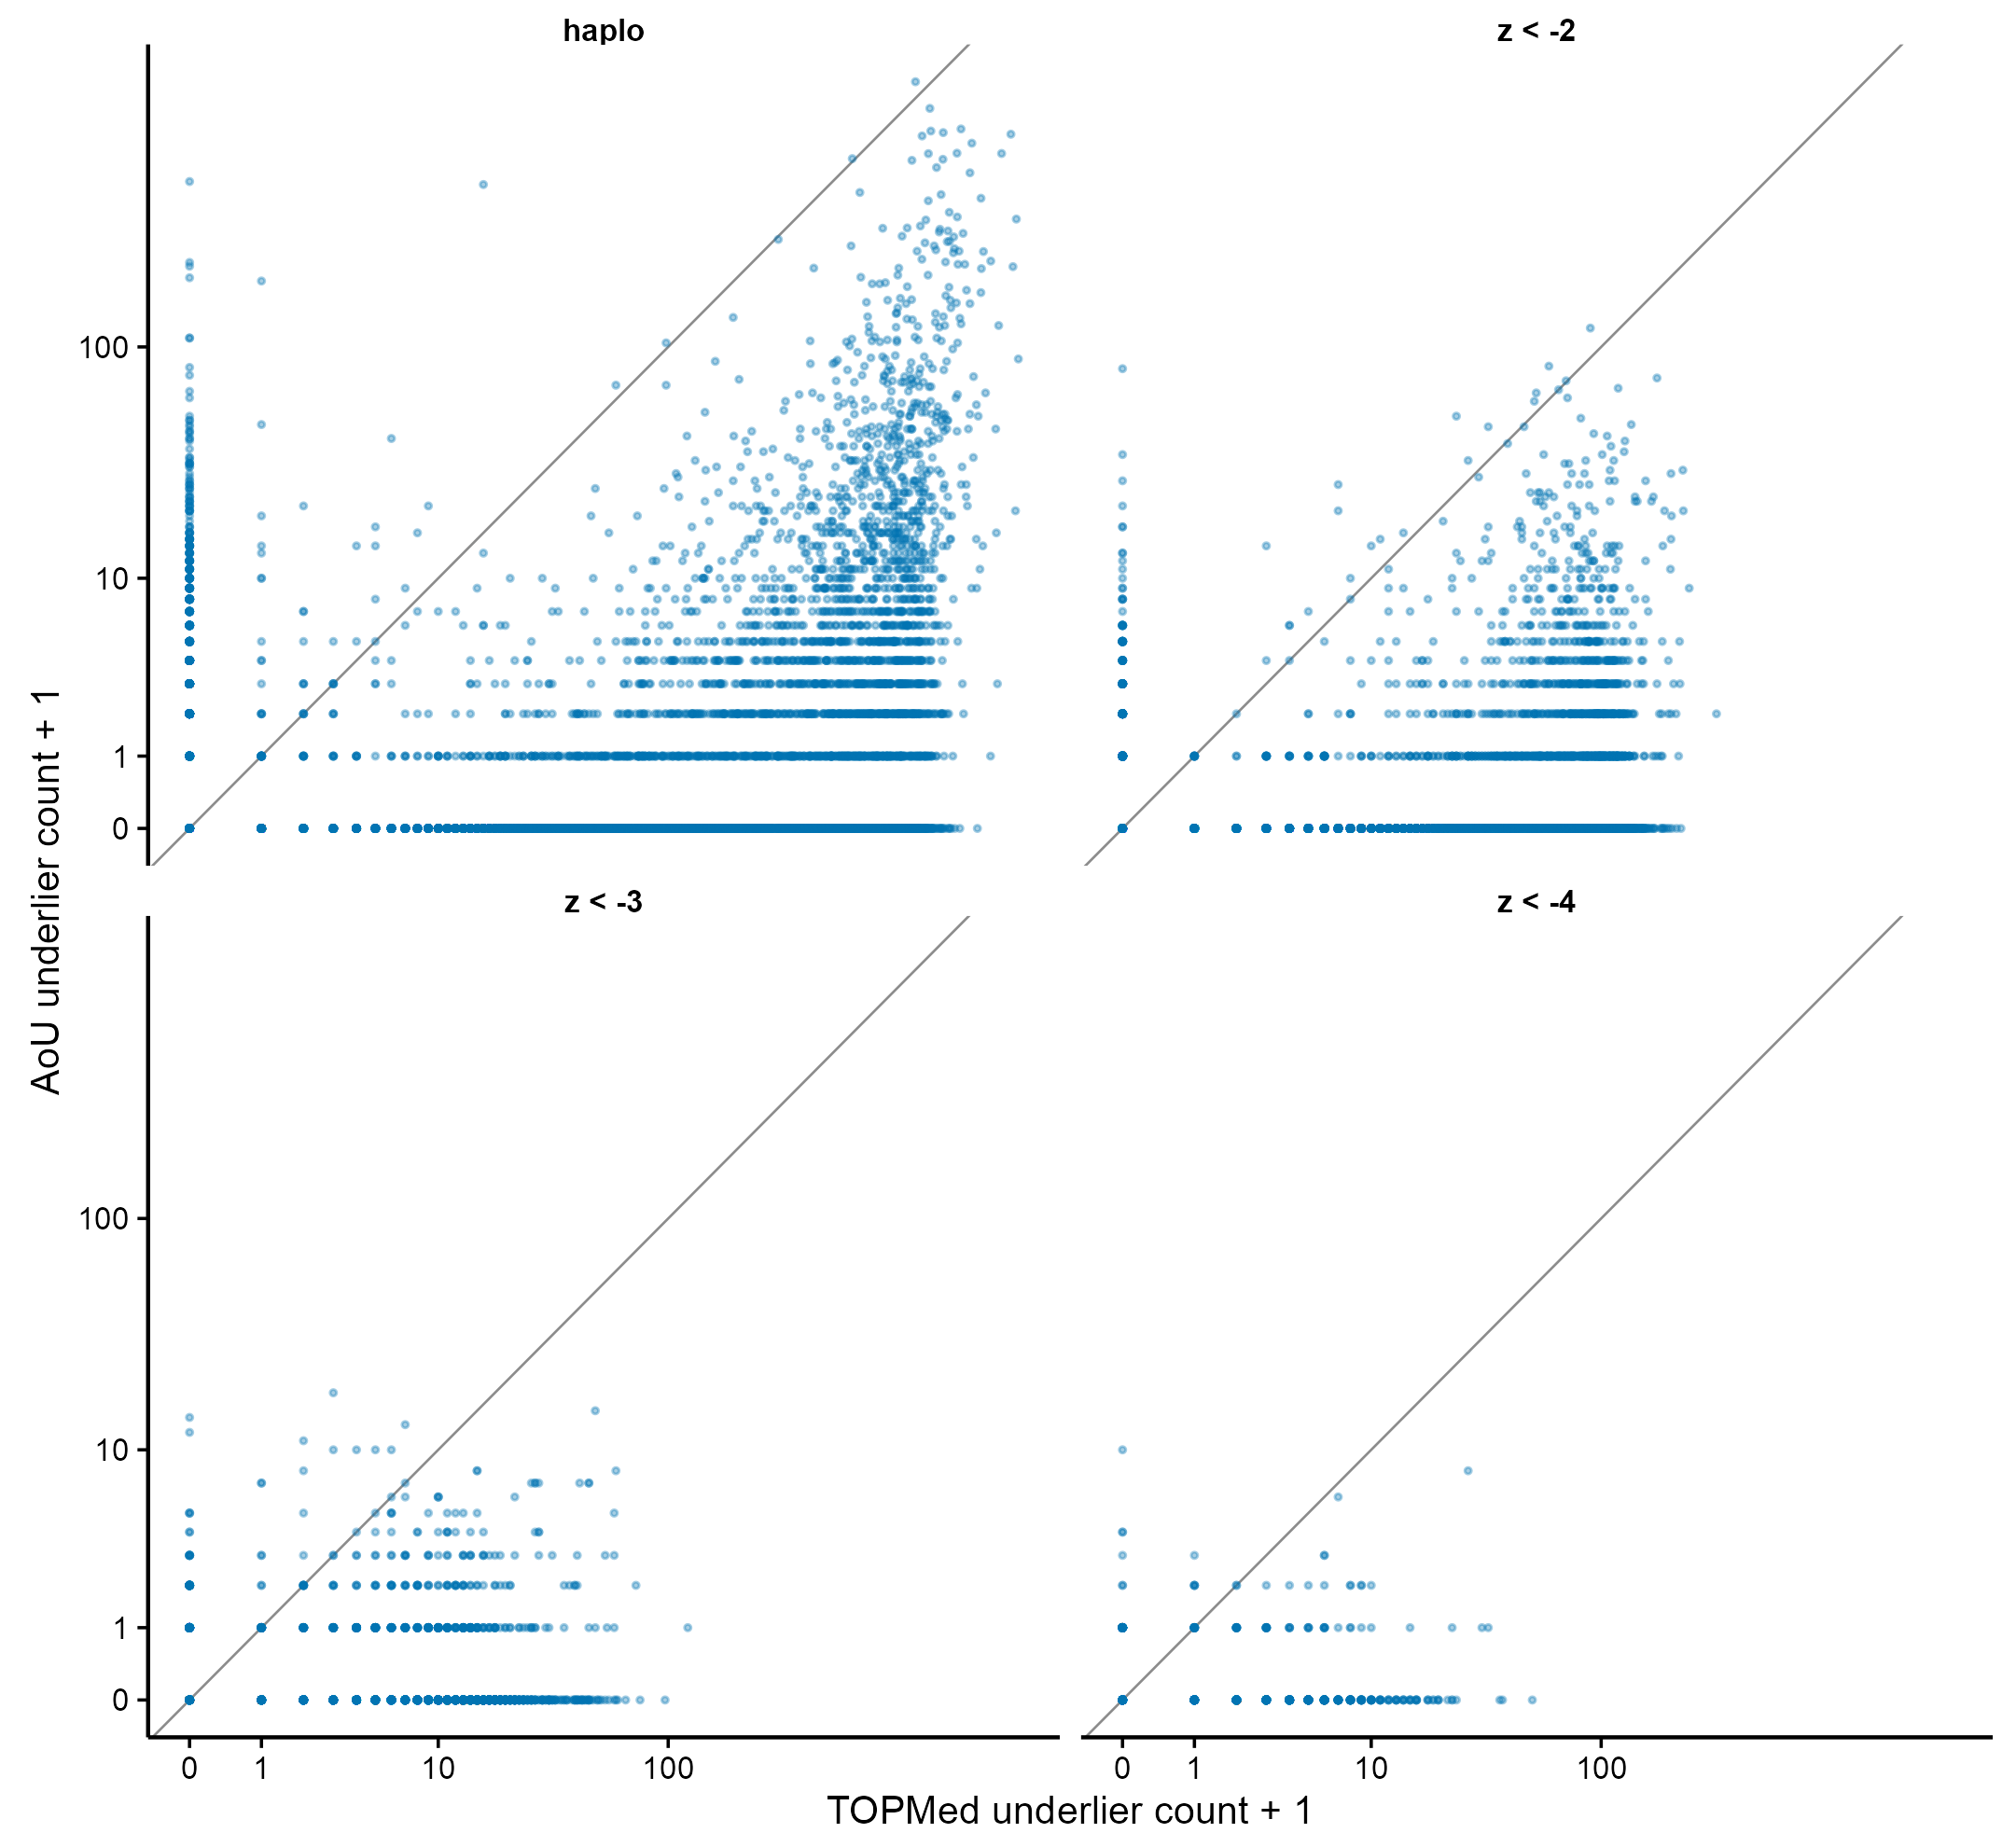 haplo
z < -2
100
10
1
0
z < -3
z < -4
100
10
1
0
0 1 10 100
0 1 10 100
TOPMed underlier count + 1
AoU underlier count + 1